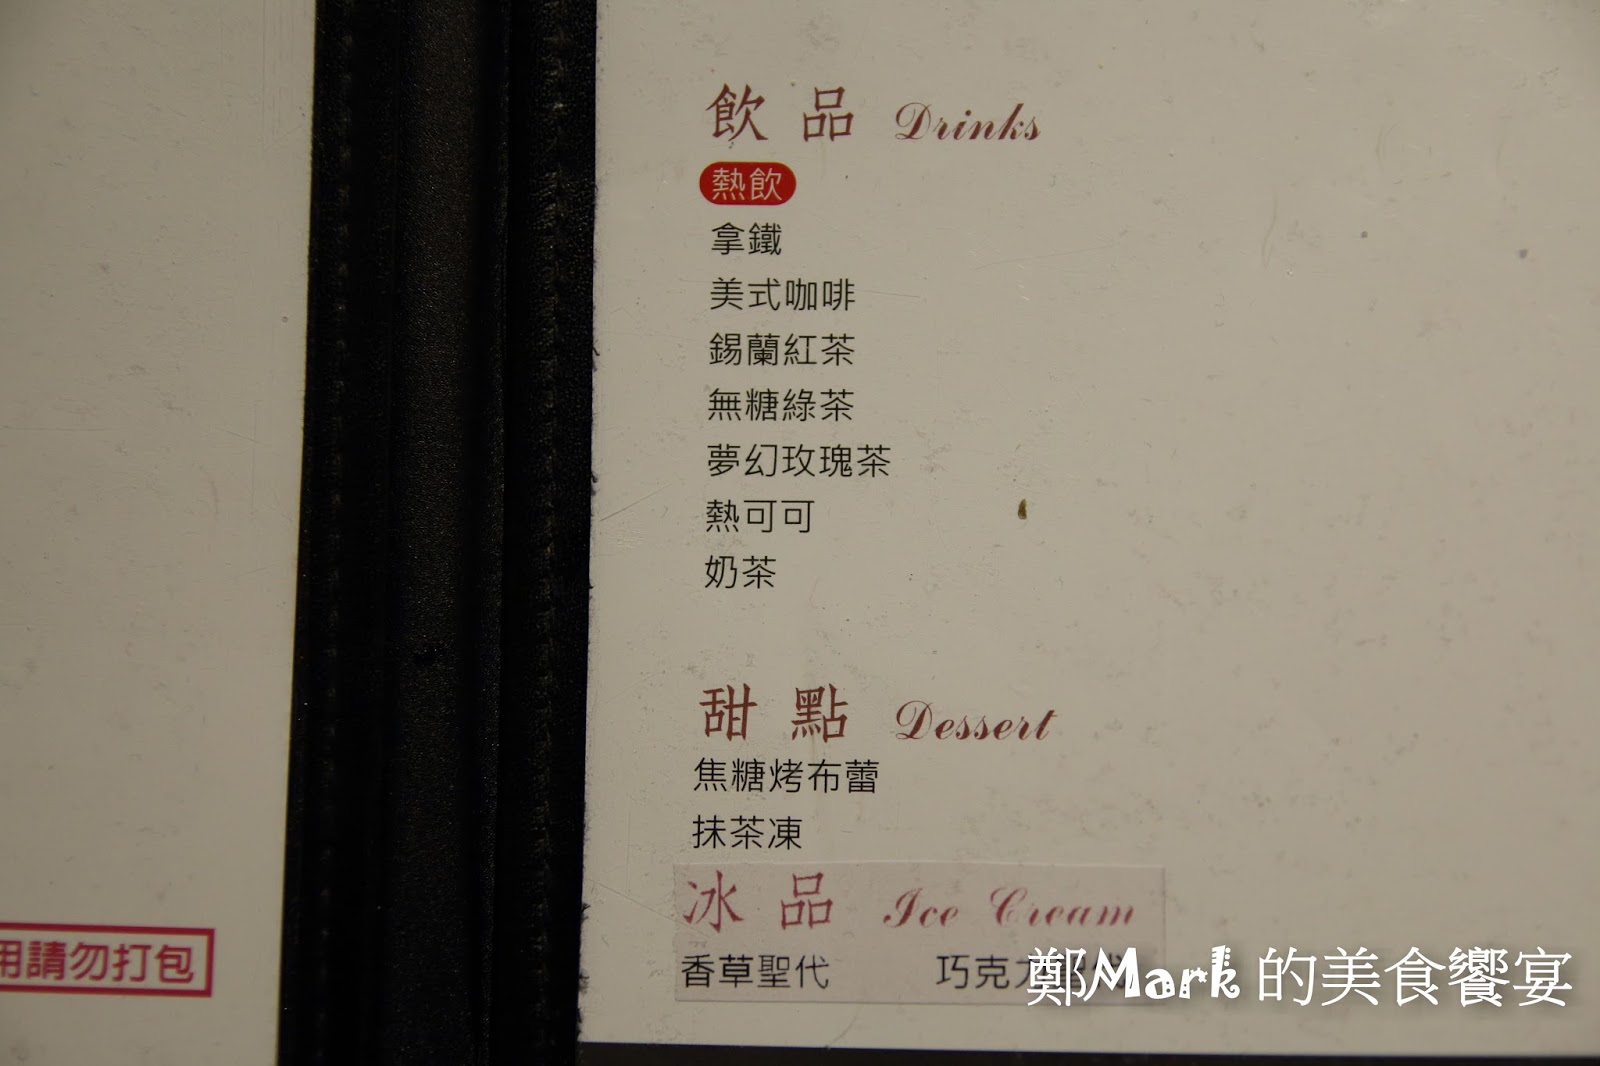 飲品 Drinks
熱飲
拿鐵
美式咖啡
錫蘭紅茶
無糖綠茶
夢幻玫瑰茶
熱可可
奶茶
甜點 Dessert
焦糖烤布蕾
抹茶凍
冰品 Ice Cream
香草聖代 巧克
用請勿打包
鄭Mark的美食饗宴